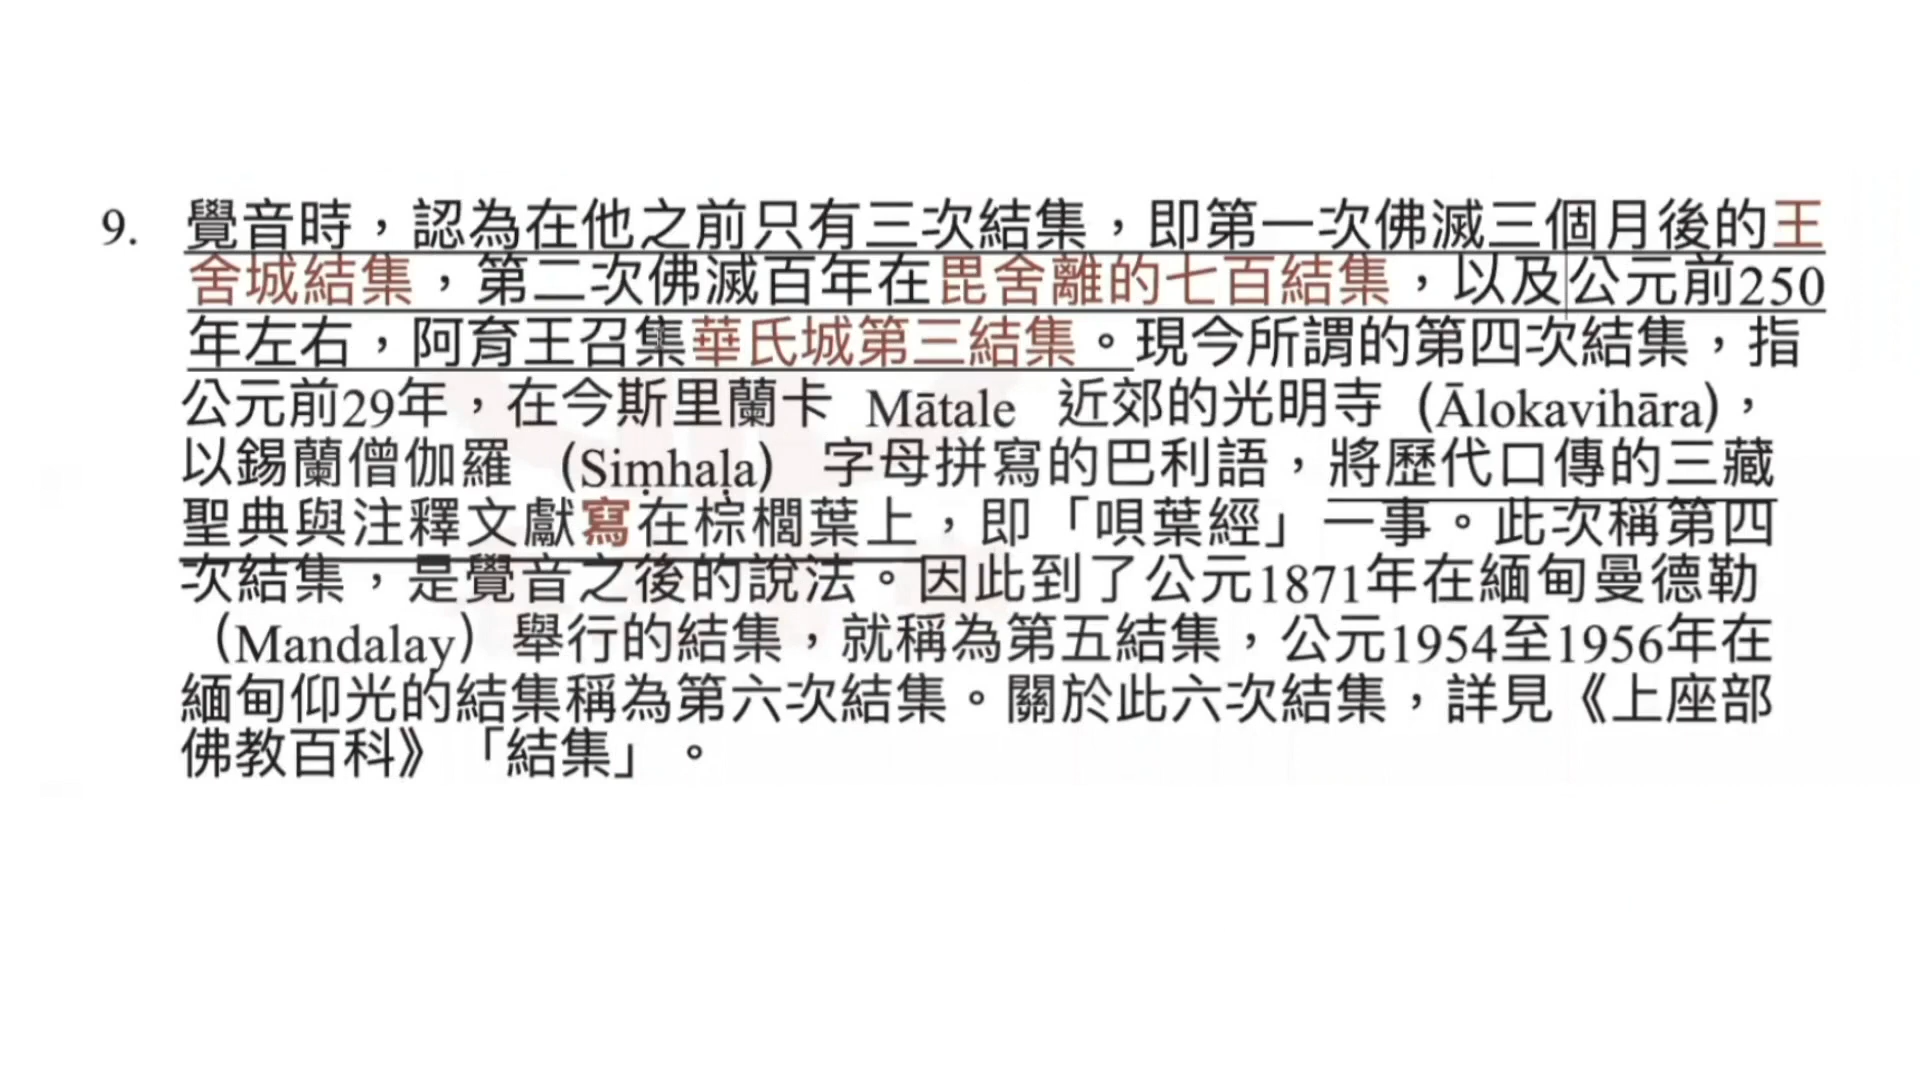 9. 覺音時，認為在他之前只有三次結集，即第一次佛滅三個月後的王
舍城結集，第二次佛滅百年在毘舍離的七百結集，以及公元前250
年左右，阿育王召集華氏城第三結集。現今所謂的第四次結集，指
公元前29年，在今斯里蘭卡 Mātale 近郊的光明寺 (Ālokavihāra)，
以錫蘭僧伽羅 (Siṃhaḷa) 字母拼寫的巴利語，將歷代口傳的三藏
聖典與注釋文獻寫在棕櫚葉上，即「唄葉經」一事。此次稱第四
次結集，是覺音之後的說法。因此到了公元1871年在緬甸曼德勒
（Mandalay）舉行的結集，就稱為第五結集，公元1954至1956年在
緬甸仰光的結集稱為第六次結集。關於此六次結集，詳見《上座部
佛教百科》「結集」。